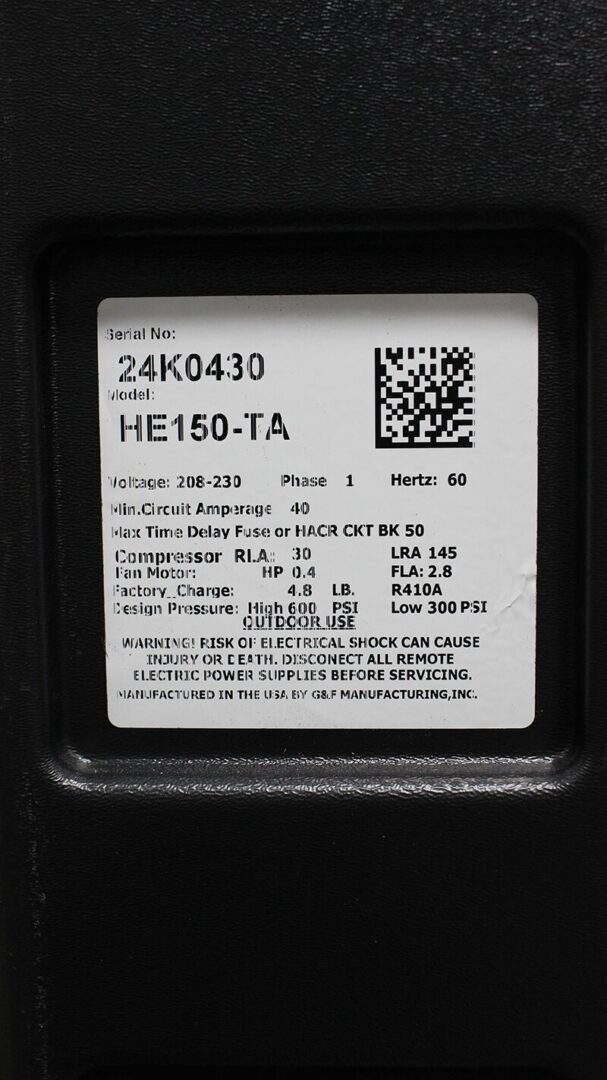 Serial No:
24K0430
Model:
HE150-TA
Voltage: 208-230 Phase 1 Hertz: 60
Min.Circuit Amperage 40
Max Time Delay Fuse or HACR CKT BK 50
Compressor RLA: 30 LRA 145
Fan Motor: HP 0.4 FLA: 2.8
Factory_Charge: 4.8 LB. R410A
Design Pressure: High 600 PSI Low 300 PSI
OUTDOOR USE
WARNING! RISK OF ELECTRICAL SHOCK CAN CAUSE
INJURY OR DEATH. DISCONECT ALL REMOTE
ELECTRIC POWER SUPPLIES BEFORE SERVICING.
MANUFACTURED IN THE USA BY G&F MANUFACTURING,INC.